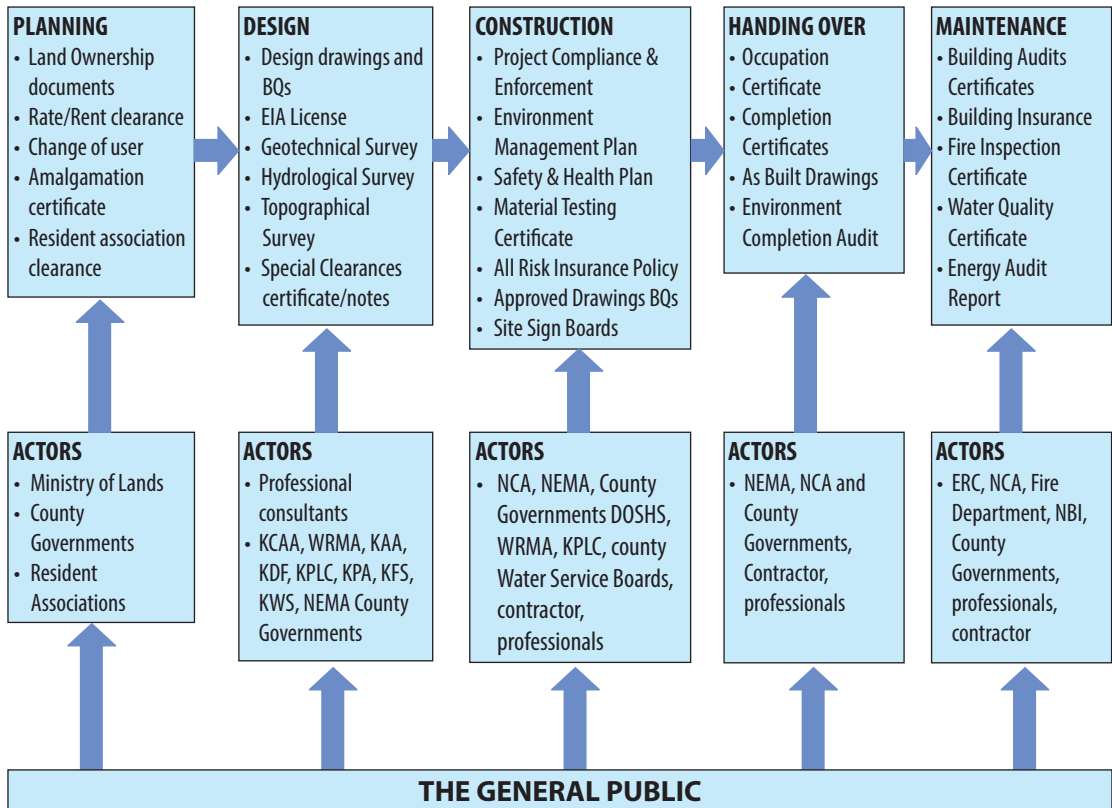 PLANNING
• Land Ownership
documents
• Rate/Rent clearance
• Change of user
• Amalgamation
certificate
• Resident association
clearance
DESIGN
• Design drawings and
BQs
• EIA License
• Geotechnical Survey
• Hydrological Survey
• Topographical
Survey
• Special Clearances
certificate/notes
CONSTRUCTION
• Project Compliance &
Enforcement
• Environment
Management Plan
• Safety & Health Plan
• Material Testing
Certificate
• All Risk Insurance Policy
• Approved Drawings BQs
• Site Sign Boards
HANDING OVER
• Occupation
• Certificate
• Completion
Certificates
• As Built Drawings
• Environment
Completion Audit
MAINTENANCE
• Building Audits
Certificates
• Building Insurance
• Fire Inspection
Certificate
• Water Quality
Certificate
• Energy Audit
Report
ACTORS
• Ministry of Lands
• County
Governments
• Resident
Associations
ACTORS
• Professional
consultants
• KCAA, WRMA, KAA,
KDF, KPLC, KPA, KFS,
KWS, NEMA County
Governments
ACTORS
• NCA, NEMA, County
Governments DOSHS,
WRMA, KPLC, county
Water Service Boards,
contractor,
professionals
ACTORS
• NEMA, NCA and
County
Governments,
Contractor,
professionals
ACTORS
• ERC, NCA, Fire
Department, NBI,
County
Governments,
professionals,
contractor
THE GENERAL PUBLIC